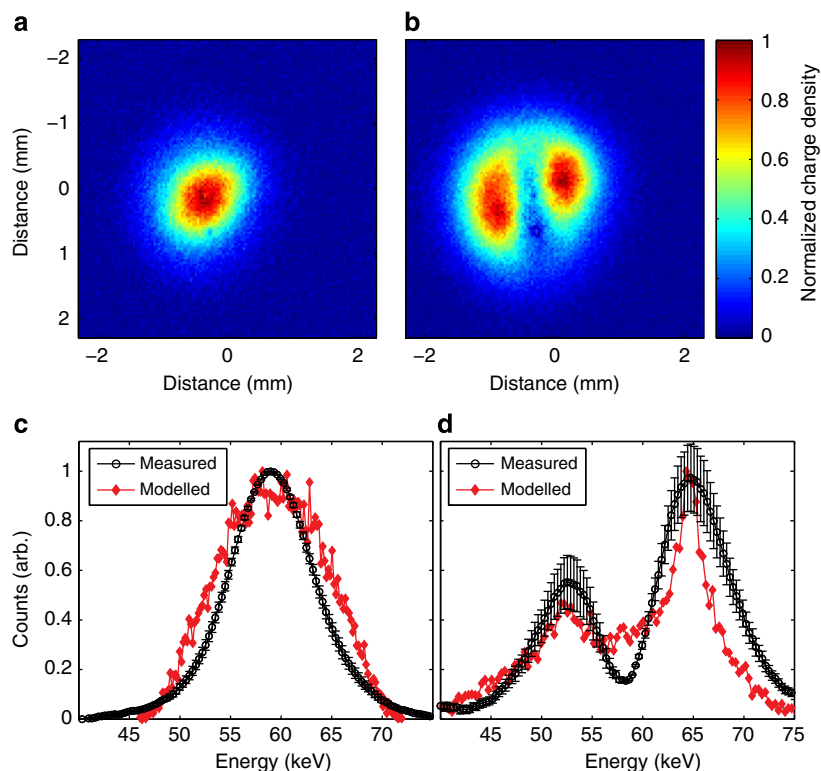 a
b
−2
−1
0
1
2
Distance (mm)
−2 0 2
Distance (mm)
−2 0 2
Distance (mm)
1
0.8
0.6
0.4
0.2
0
Normalized charge density
c
d
Measured
Modelled
1
0.8
0.6
0.4
0.2
0
Counts (arb.)
45 50 55 60 65 70
Energy (keV)
Measured
Modelled
45 50 55 60 65 70 75
Energy (keV)